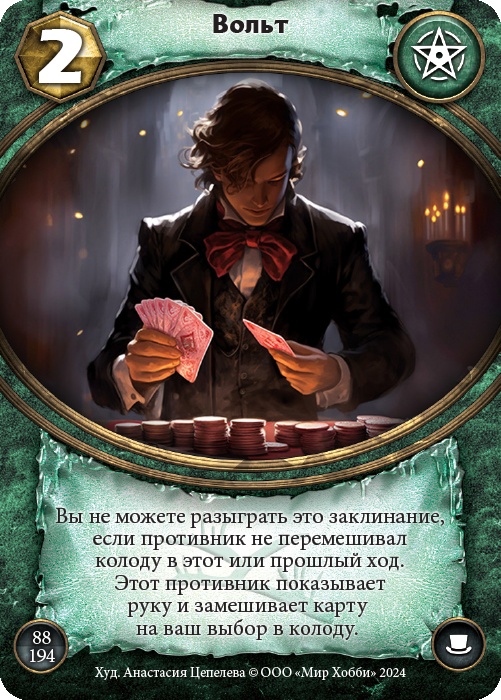 Вольт
2
Вы не можете разыграть это заклинание,
если противник не перемешивал
колоду в этот или прошлый ход.
Этот противник показывает
руку и замешивает карту
на ваш выбор в колоду.
88
194
Худ. Анастасия Цепелева © ООО «Мир Хобби» 2024